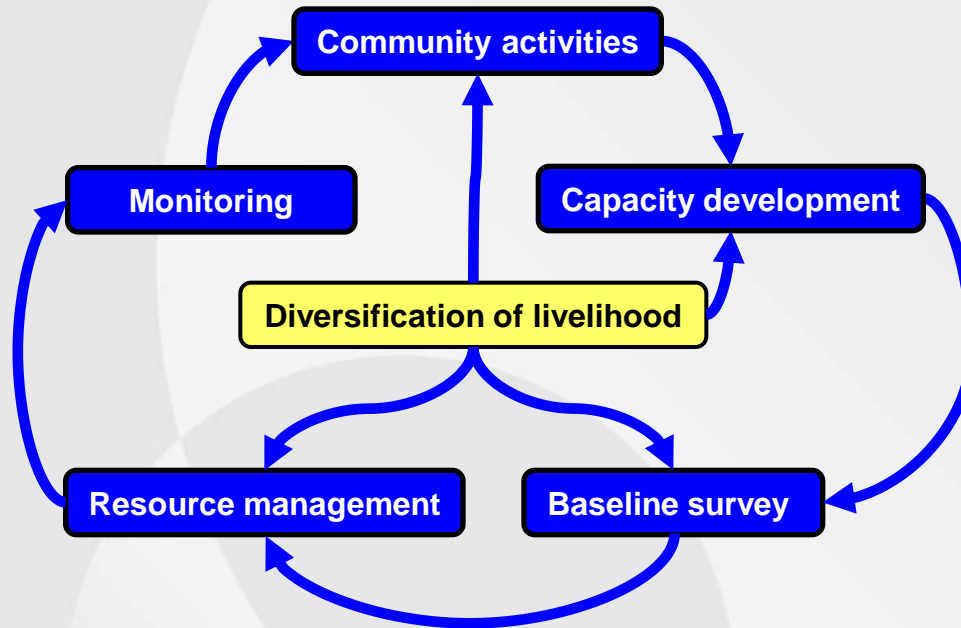 Community activities
Monitoring
Capacity development
Diversification of livelihood
Resource management
Baseline survey